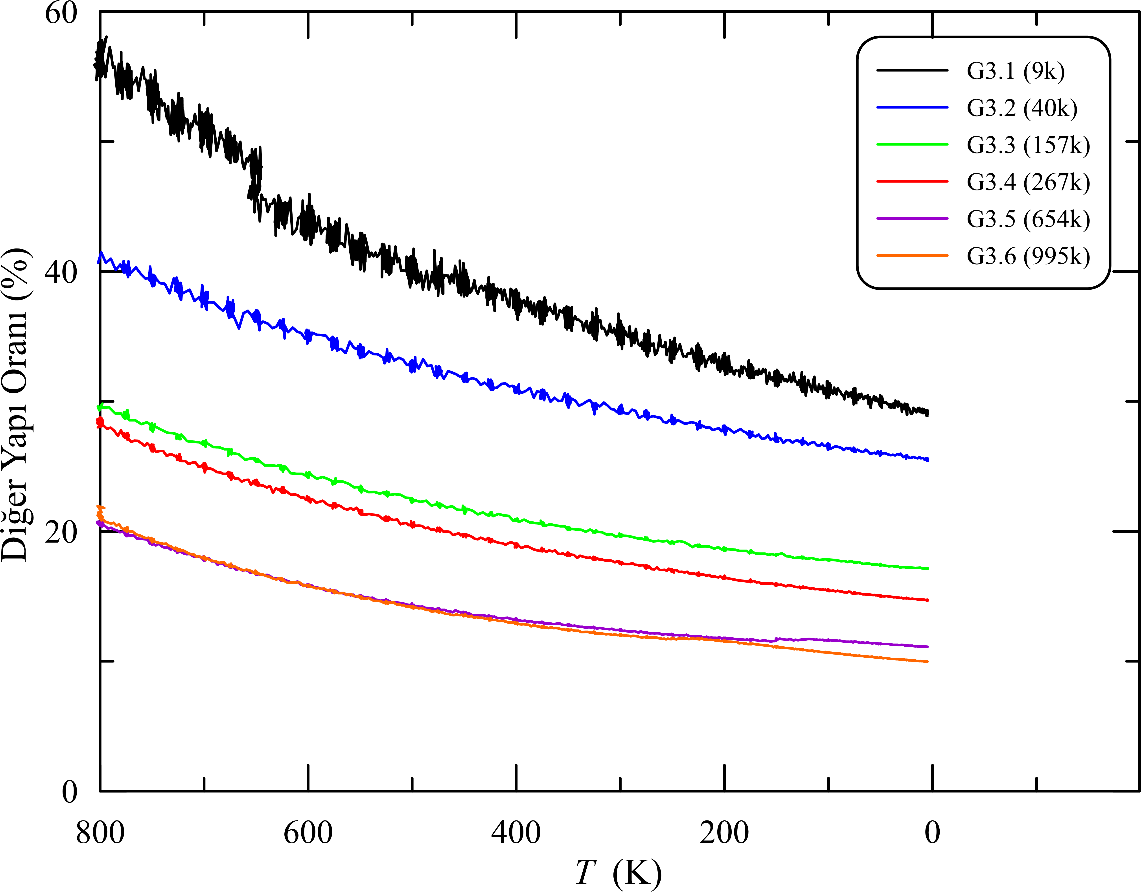 60
G3.1 (9k)
G3.2 (40k)
G3.3 (157k)
G3.4 (267k)
G3.5 (654k)
G3.6 (995k)
40
Diğer Yapı Oranı (%)
20
0
800 600 400 200 0
T (K)